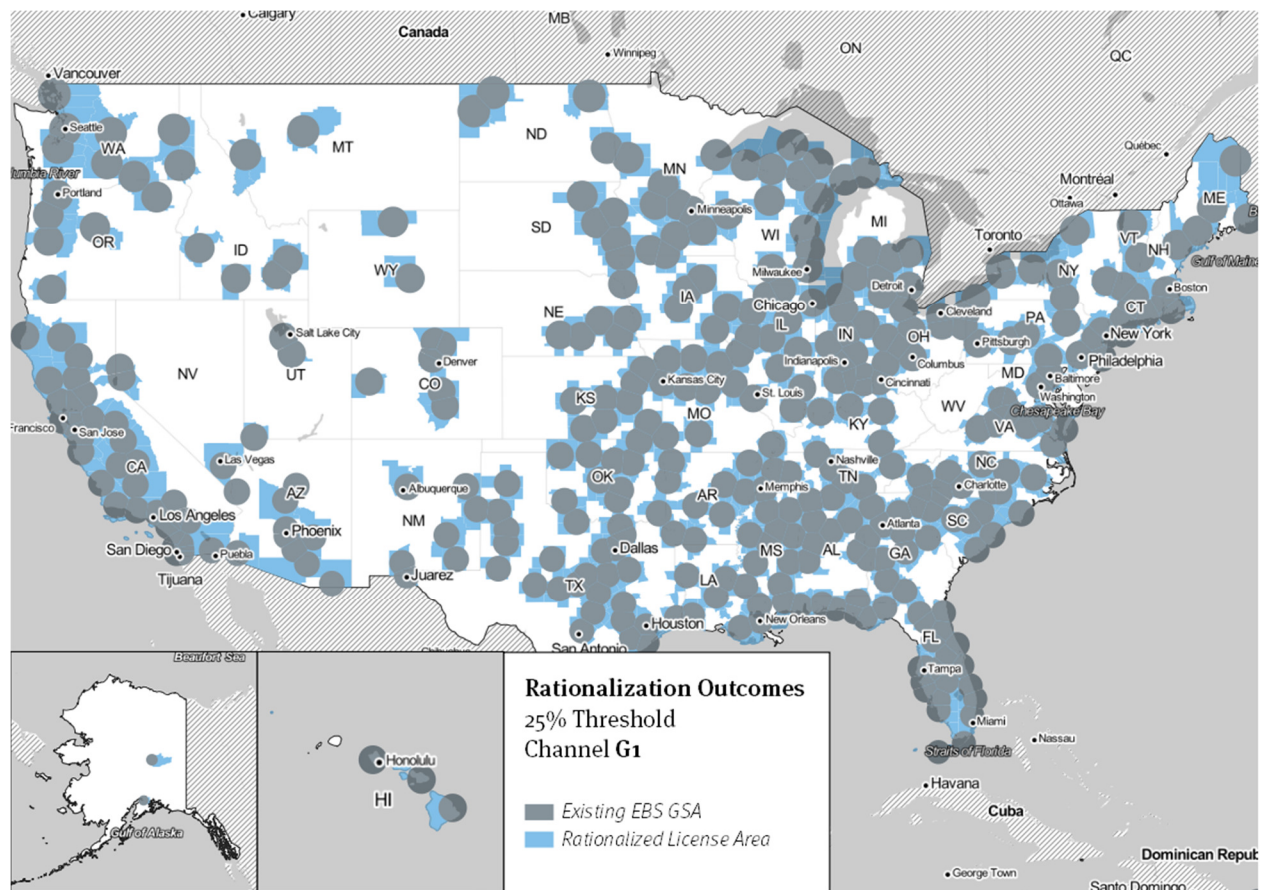 Calgary
MB
Canada
Winnipeg
ON
QC
Vancouver
Seattle
WA
ND
MT
Québec
MN
lumbia River
Montréal
Portland
Ottawa
ME
Minneapolis
SD
MI
VT
OR
ID
WI
Toronto
NH
Gulf of Maine
WY
Milwaukee
NY
Detroit
Boston
IA
Chicago
CT
NE
Cleveland
PA
IL
Salt Lake City
IN
OH
New York
Pittsburgh
Denver
Indianapolis
Columbus
Philadelphia
NV
UT
CO
Kansas City
Cincinnati
MD
Baltimore
St. Louis
Washington
KS
WV
Chesapeake Bay
MO
KY
Francisco
San Jose
VA
Las Vegas
Nashville
NC
CA
OK
TN
Albuquerque
Memphis
Charlotte
AZ
AR
Los Angeles
NM
SC
Phoenix
Atlanta
San Diego
Dallas
MS
AL
GA
Puebla
Tijuana
Juarez
TX
LA
Houston
New Orleans
FL
San Antonio
Beaufort Sea
Tampa
Rationalization Outcomes
25% Threshold
Channel G1
Miami
Nassau
Straits of Florida
Honolulu
HI
Havana
Existing EBS GSA
Cuba
Gulf of Alaska
Rationalized License Area
Dominican Repub
George Town
Santo Domingo